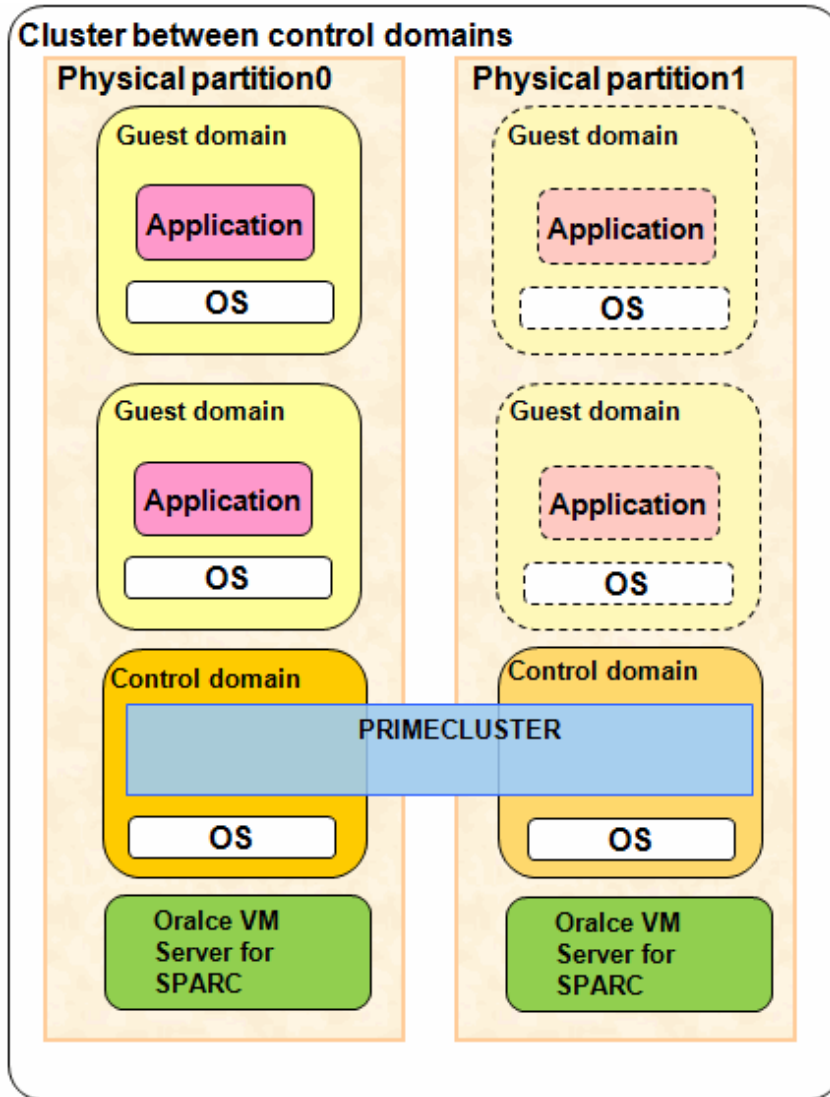 Cluster between control domains
Physical partition0
Guest domain
Application
OS
Guest domain
Application
OS
Control domain
PRIMECLUSTER
OS
Oralce VM
Server for
SPARC
Physical partition1
Guest domain
Application
OS
Guest domain
Application
OS
Control domain
OS
Oralce VM
Server for
SPARC